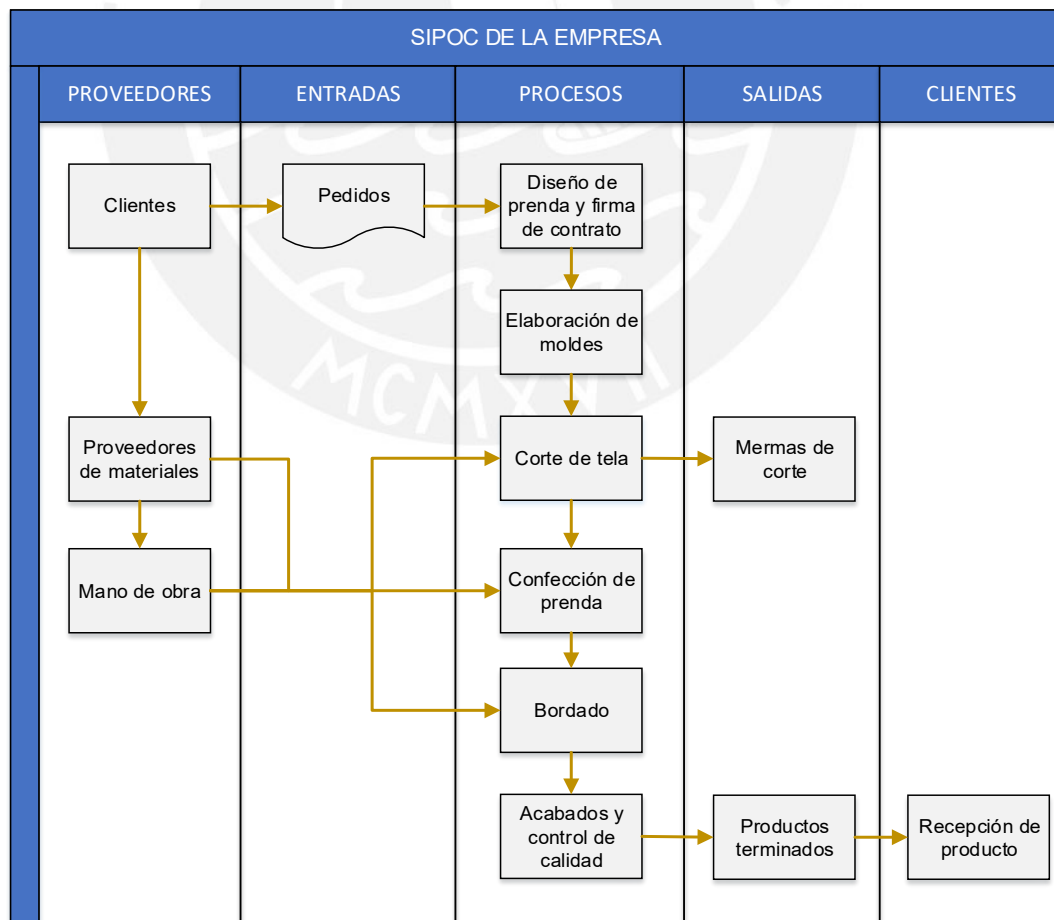 SIPOC DE LA EMPRESA
PROVEEDORES
ENTRADAS
PROCESOS
SALIDAS
CLIENTES
Clientes
Pedidos
Diseño de
prenda y firma
de contrato
Elaboración de
moldes
MCMXVII
Proveedores
de materiales
Corte de tela
Mermas de
corte
Mano de obra
Confección de
prenda
Bordado
Acabados y
control de
calidad
Productos
terminados
Recepción de
producto